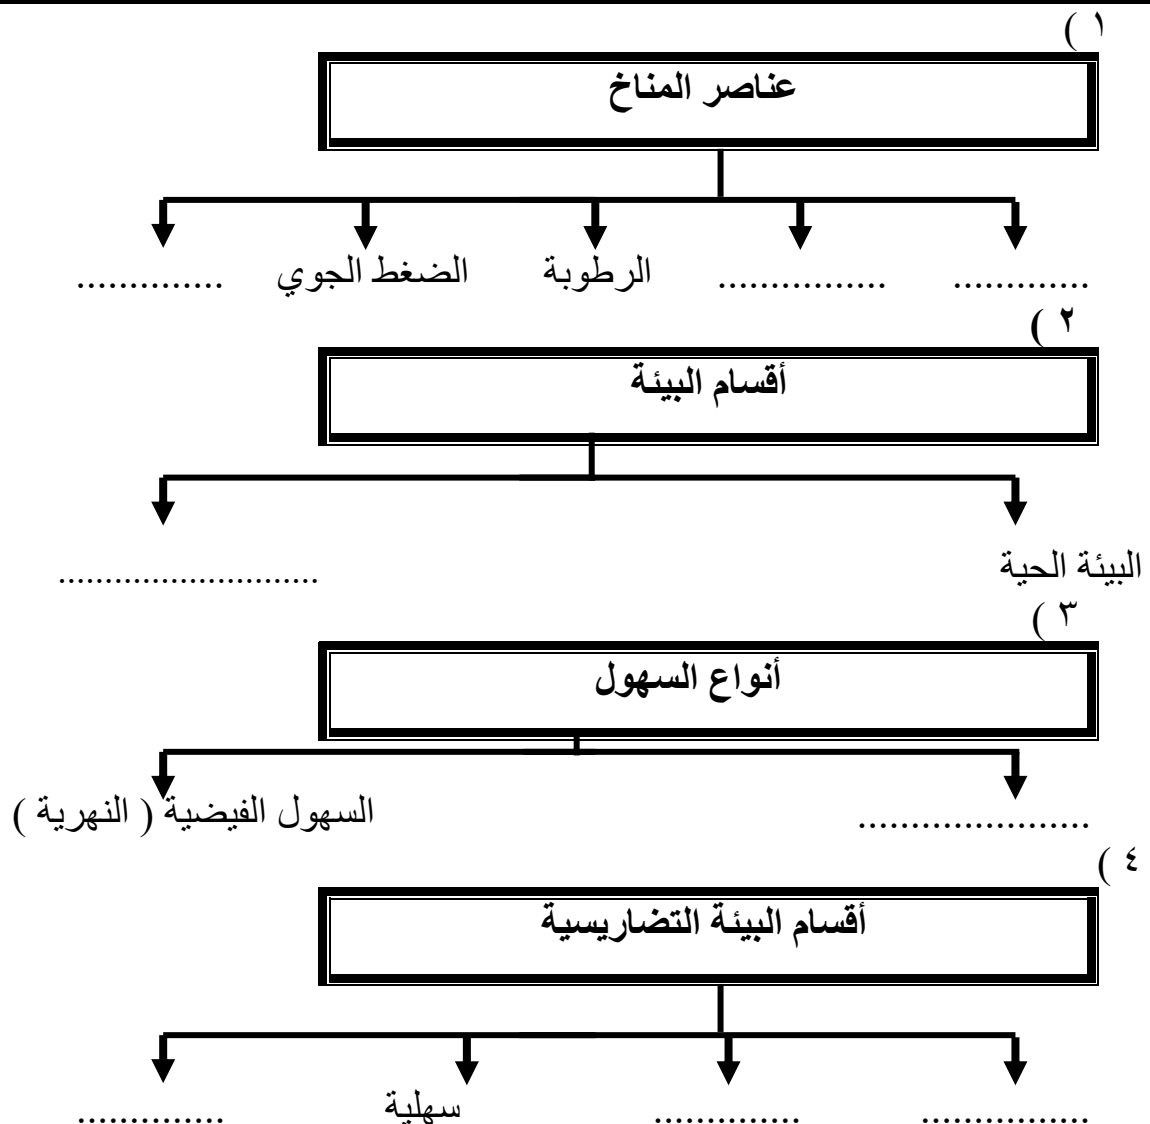 ١ )
عناصر المناخ
............. ................ الرطوبة الضغط الجوي ..............
٢ )
أقسام البيئة
البيئة الحية ............................
٣ )
أنواع السهول
...................... السهول الفيضية ( النهرية )
٤ )
أقسام البيئة التضاريسية
................ .............. سهلية ..............